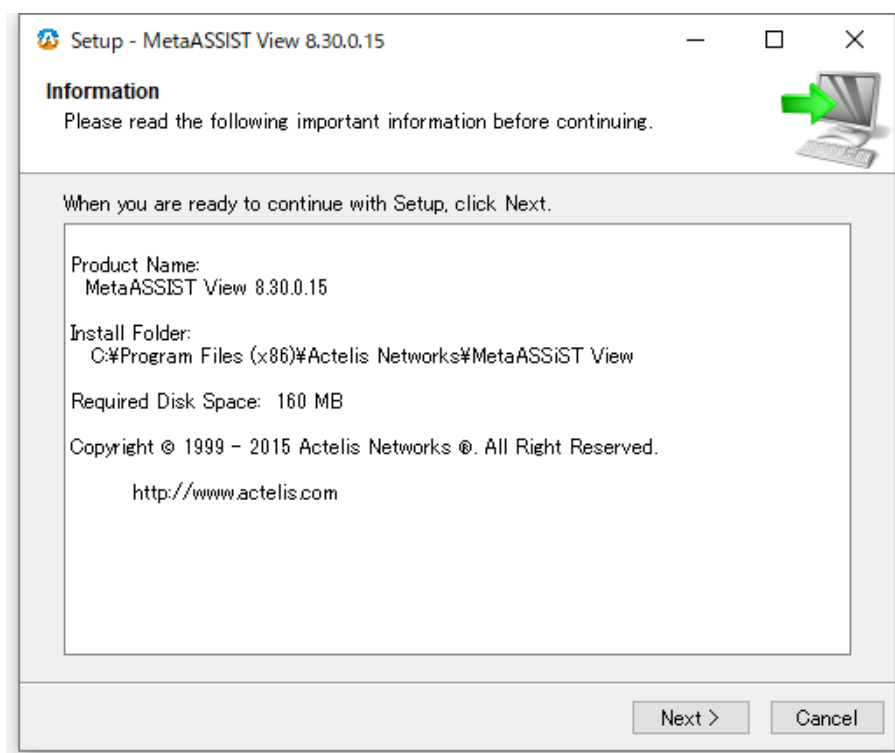 Setup - MetaASSIST View 8.30.0.15
Information
Please read the following important information before continuing.
When you are ready to continue with Setup, click Next.
Product Name:
MetaASSIST View 8.30.0.15
Install Folder:
C:¥Program Files (x86)¥Actelis Networks¥MetaASSiST View
Required Disk Space: 160 MB
Copyright © 1999 - 2015 Actelis Networks ®. All Right Reserved.
http://www.actelis.com
Next >
Cancel